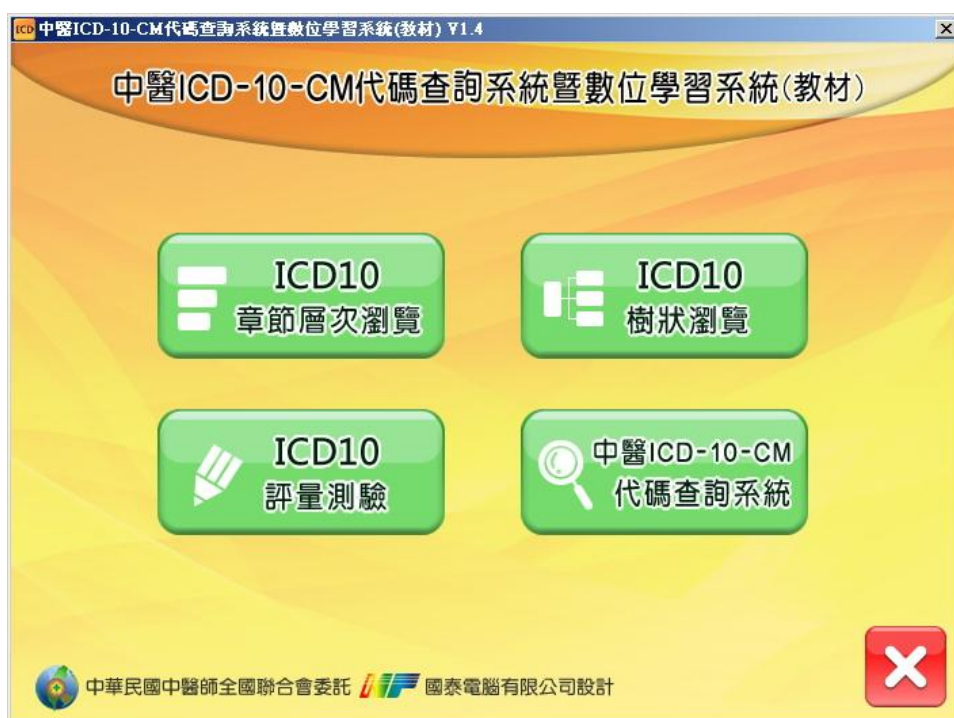 中醫ICD-10-CM代碼查詢系統暨數位學習系統(教材) V1.4
中醫ICD-10-CM代碼查詢系統暨數位學習系統(教材)
ICD10
章節層次瀏覽
ICD10
樹狀瀏覽
ICD10
評量測驗
中醫ICD-10-CM
代碼查詢系統
中華民國中醫師全國聯合會委託 國泰電腦有限公司設計